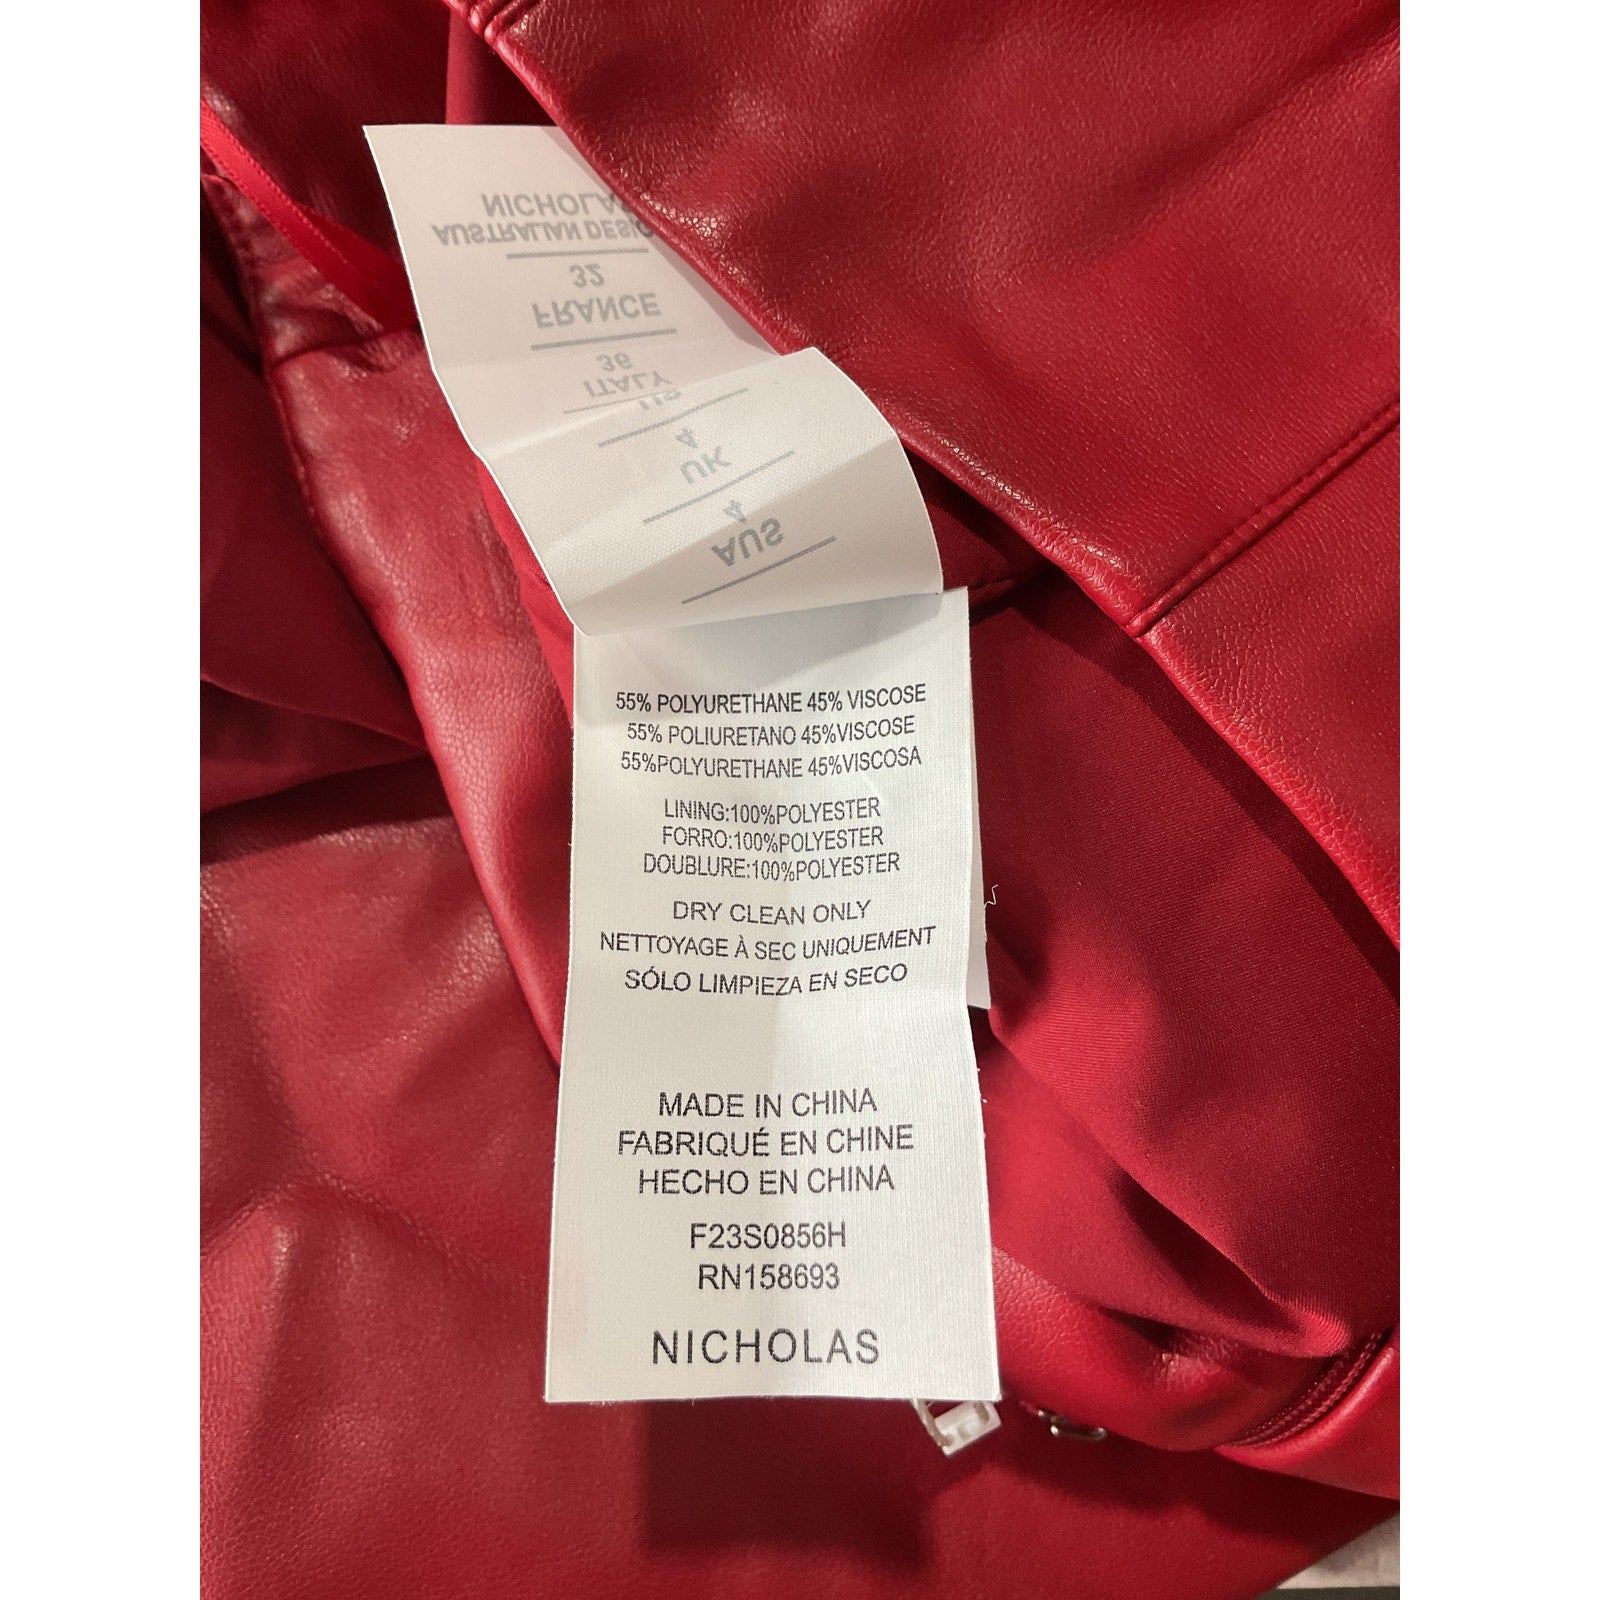 AUS
4
UK
4
US
ITALY
36
FRANCE
32
AUSTRALIAN DESIG
NICHOLA
55% POLYURETHANE 45% VISCOSE
55% POLIURETANO 45%VISCOSE
55%POLYURETHANE 45%VISCOSA
LINING:100%POLYESTER
FORRO:100%POLYESTER
DOUBLURE:100%POLYESTER
DRY CLEAN ONLY
NETTOYAGE À SEC UNIQUEMENT
SÓLO LIMPIEZA EN SECO
MADE IN CHINA
FABRIQUÉ EN CHINE
HECHO EN CHINA
F23S0856H
RN158693
NICHOLAS